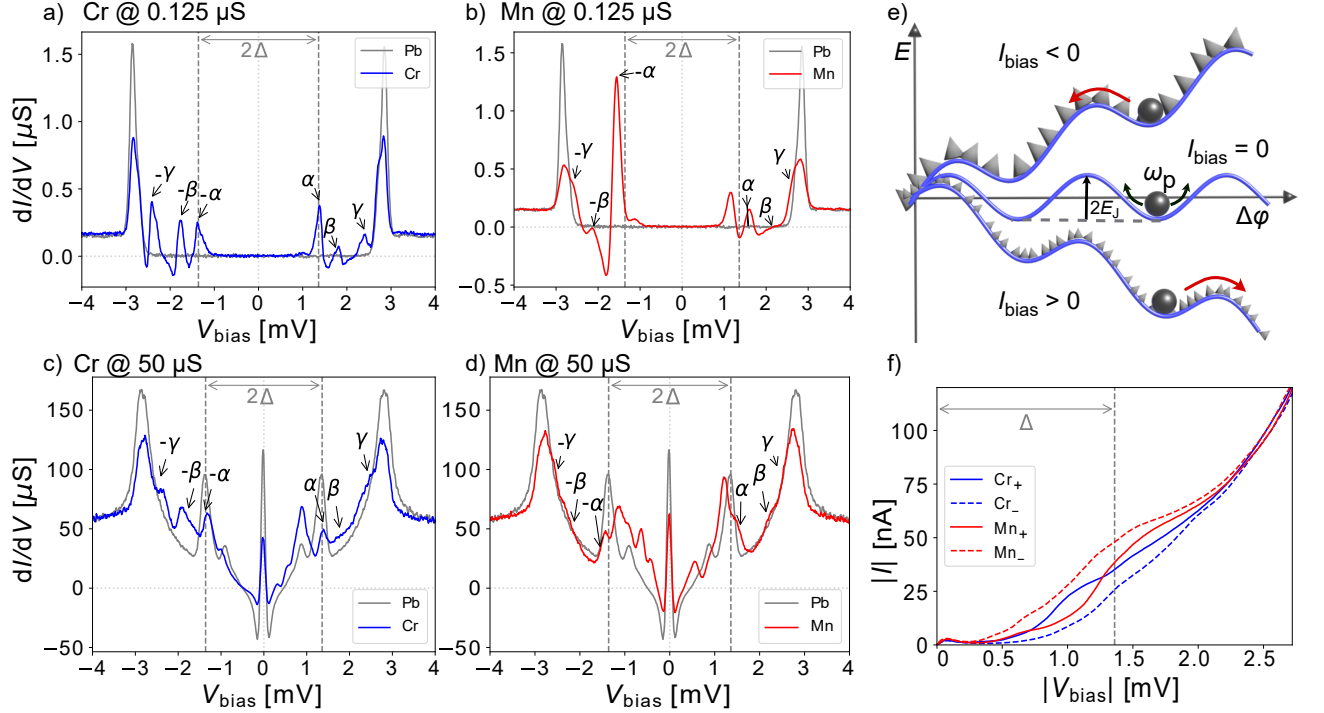 a) Cr @ 0.125 µS
2Δ
Pb
Cr
-γ
-β
-α
α
β
γ
1.5
1.0
0.5
0.0
dI/dV [µS]
−4 −3 −2 −1 0 1 2 3 4
V_bias [mV]
b) Mn @ 0.125 µS
2Δ
Pb
Mn
-α
-γ
-β
γ
α
β
1.5
1.0
0.5
0.0
−0.5
−4 −3 −2 −1 0 1 2 3 4
V_bias [mV]
e)
E
I_bias < 0
I_bias = 0
ω_p
2E_J
Δφ
I_bias > 0
c) Cr @ 50 µS
2Δ
-γ
-β
-α
α
β
γ
Pb
Cr
150
100
50
0
−50
dI/dV [µS]
−4 −3 −2 −1 0 1 2 3 4
V_bias [mV]
d) Mn @ 50 µS
2Δ
-γ
-β
-α
α
β
γ
Pb
Mn
150
100
50
0
−50
−4 −3 −2 −1 0 1 2 3 4
V_bias [mV]
f)
Δ
Cr₊
Cr₋
Mn₊
Mn₋
100
75
50
25
0
|I| [nA]
0 0.5 1.0 1.5 2.0 2.5
|V_bias| [mV]